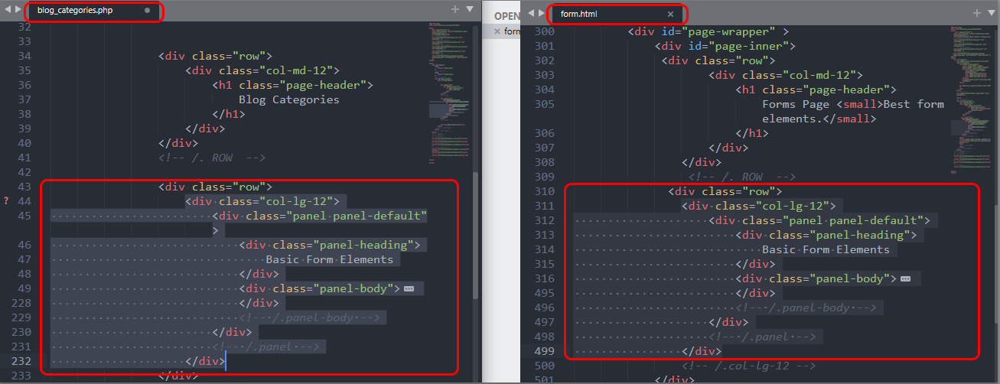 blog_categories.php
32
33
34 <div class="row">
35 <div class="col-md-12">
36 <h1 class="page-header">
37 Blog Categories
38 </h1>
39 </div>
40 </div>
41 <!-- /. ROW  -->
42
43 <div class="row">
? 44 <div class="col-lg-12">
45 <div class="panel panel-default"
>
46 <div class="panel-heading">
47 Basic Form Elements
48 </div>
49 <div class="panel-body">
228 </div>
229 <!-- /.panel-body -->
230 </div>
231 <!-- /.panel -->
232 </div>
233 </div>
OPEN
form
form.html
300 <div id="page-wrapper" >
301 <div id="page-inner">
302 <div class="row">
303 <div class="col-md-12">
304 <h1 class="page-header">
305 Forms Page <small>Best form
elements.</small>
306 </h1>
307 </div>
308 </div>
309 <!-- /. ROW  -->
310 <div class="row">
311 <div class="col-lg-12">
312 <div class="panel panel-default">
313 <div class="panel-heading">
314 Basic Form Elements
315 </div>
316 <div class="panel-body">
495 </div>
496 <!-- /.panel-body -->
497 </div>
498 <!-- /.panel -->
499 </div>
500 <!-- /.col-lg-12 -->
501 </div>